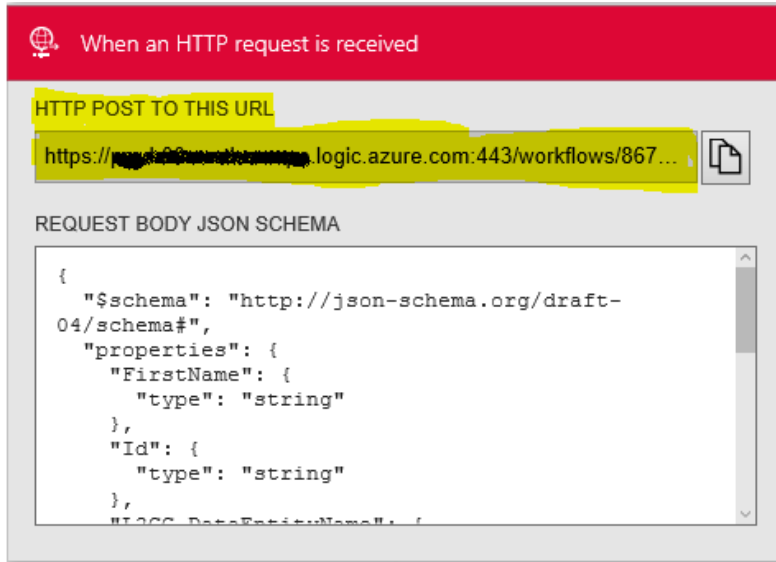 When an HTTP request is received
HTTP POST TO THIS URL
https:// .logic.azure.com:443/workflows/867...
REQUEST BODY JSON SCHEMA
{
"$schema": "http://json-schema.org/draft-
04/schema#",
"properties": {
"FirstName": {
"type": "string"
},
"Id": {
"type": "string"
},